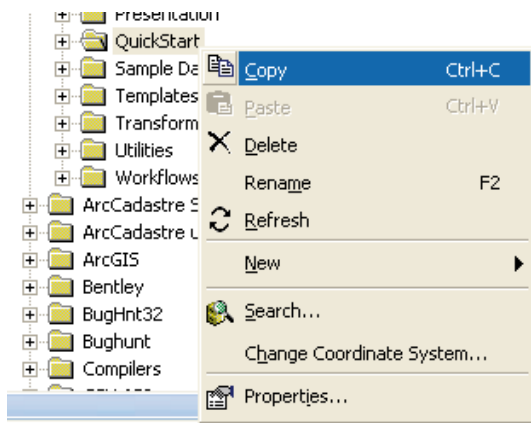 Presentation
QuickStart
Sample Da
Templates
Transform
Utilities
Workflows
ArcCadastre S
ArcCadastre u
ArcGIS
Bentley
BugHnt32
Bughunt
Compilers
Copy Ctrl+C
Paste Ctrl+V
Delete
Rename F2
Refresh
New
Search...
Change Coordinate System...
Properties...